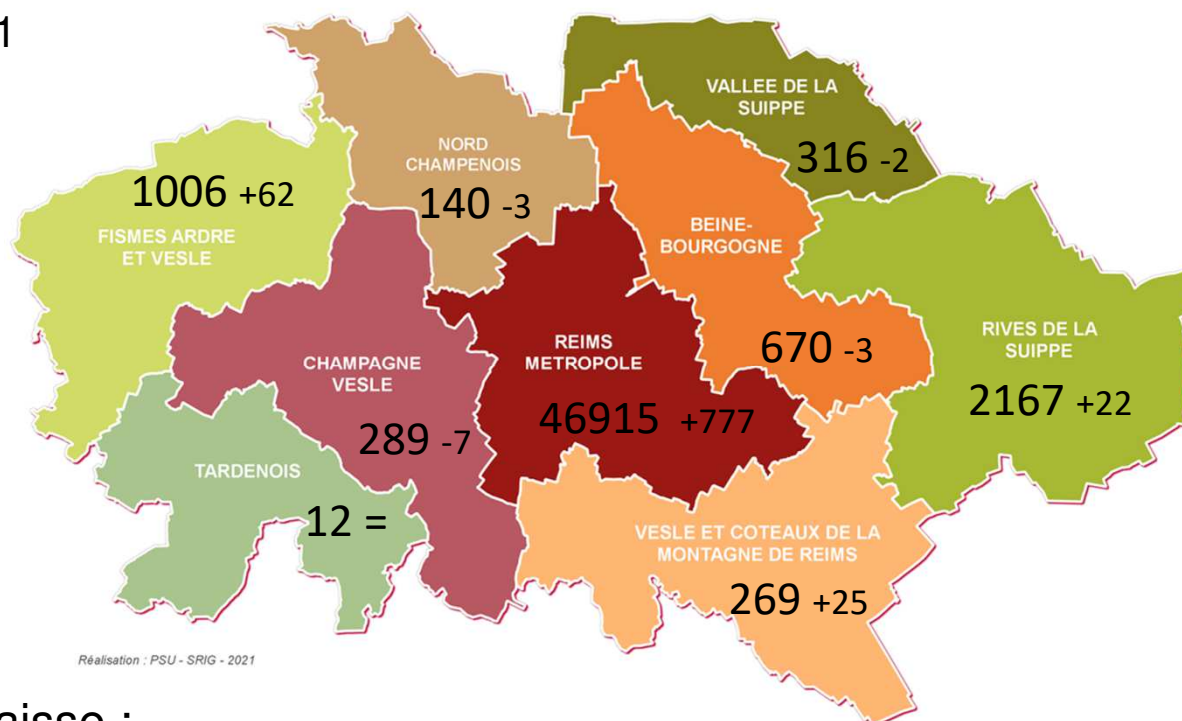 1
VALLEE DE LA
SUIPPE
316 -2
NORD
CHAMPENOIS
140 -3
1006 +62
FISMES ARDRE
ET VESLE
BEINE-
BOURGOGNE
670 -3
RIVES DE LA
SUIPPE
2167 +22
REIMS
METROPOLE
46915 +777
CHAMPAGNE
VESLE
289 -7
TARDENOIS
12 =
VESLE ET COTEAUX DE LA
MONTAGNE DE REIMS
269 +25
Réalisation : PSU - SRIG - 2021
aisse :